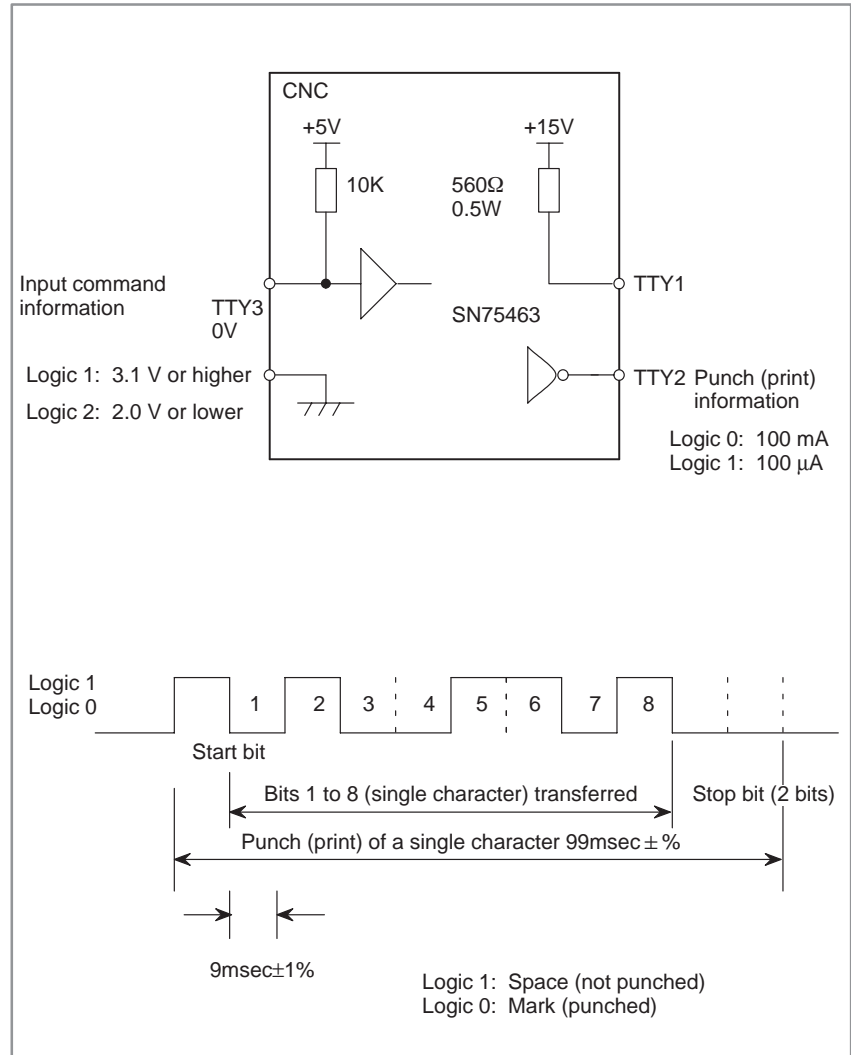 CNC
+5V
+15V
10K
560Ω
0.5W
Input command
information
TTY3
0V
TTY1
SN75463
Logic 1: 3.1 V or higher
Logic 2: 2.0 V or lower
TTY2 Punch (print)
information
Logic 0: 100 mA
Logic 1: 100 μA
Logic 1
Logic 0
1 2 3 4 5 6 7 8
Start bit
Bits 1 to 8 (single character) transferred
Stop bit (2 bits)
Punch (print) of a single character 99msec ± %
9msec±1%
Logic 1: Space (not punched)
Logic 0: Mark (punched)